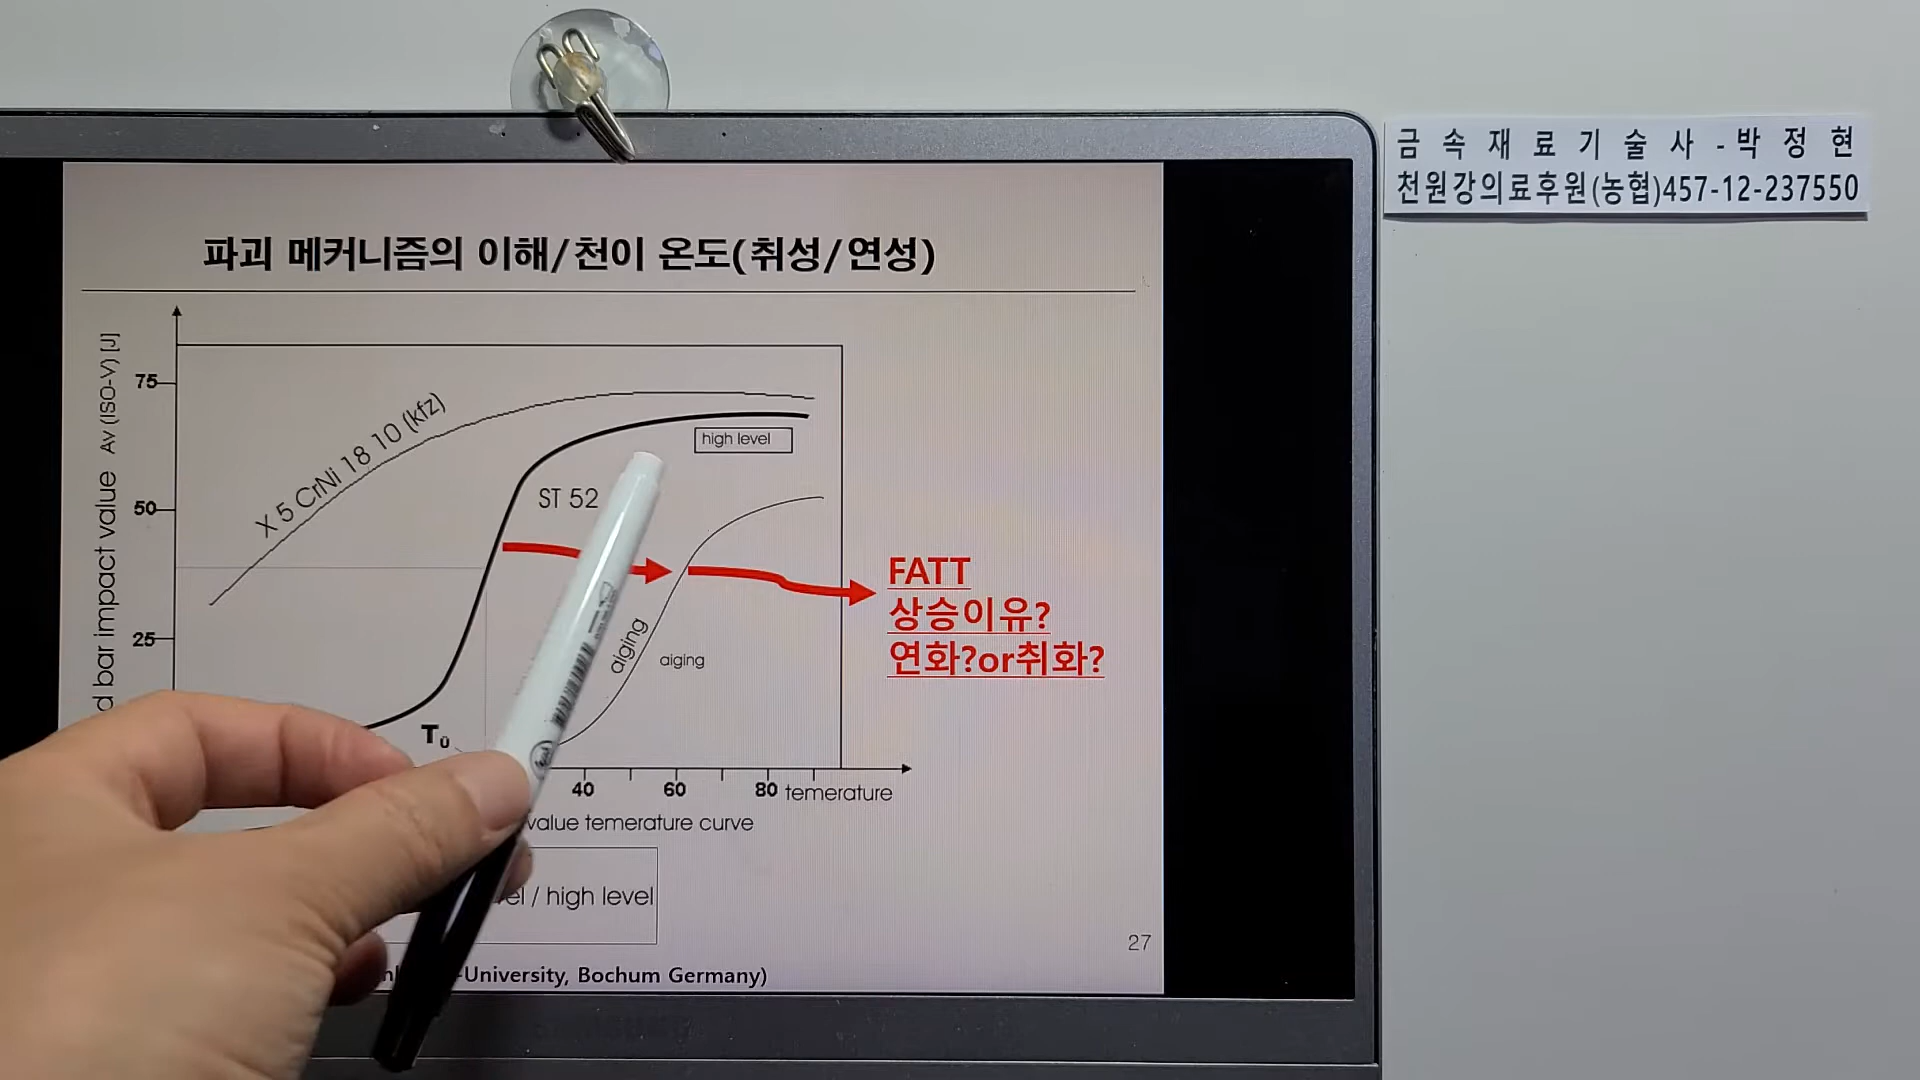 금속재료기술사-박정현
천원강의료후원(농협)457-12-237550
파괴 메커니즘의 이해/천이 온도(취성/연성)
d bar impact value Av (ISO-V) [J]
75
50
25
X 5 CrNi 18 10 (kfz)
high level
ST 52
FATT
상승이유?
연화?or취화?
aiging
aiging
Tü
40 60 80 temerature
value temerature curve
el / high level
27
-University, Bochum Germany)